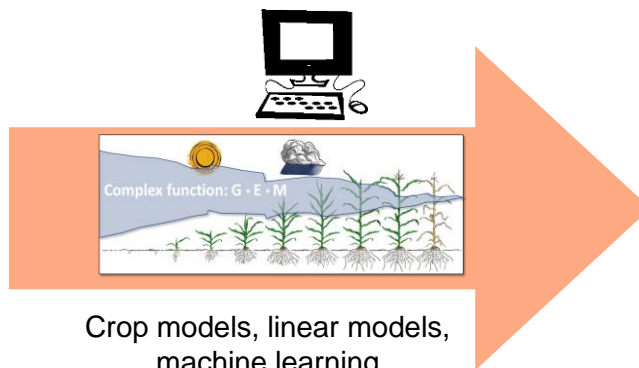 Complex function: G * E * M
Crop models, linear models,
machine learning